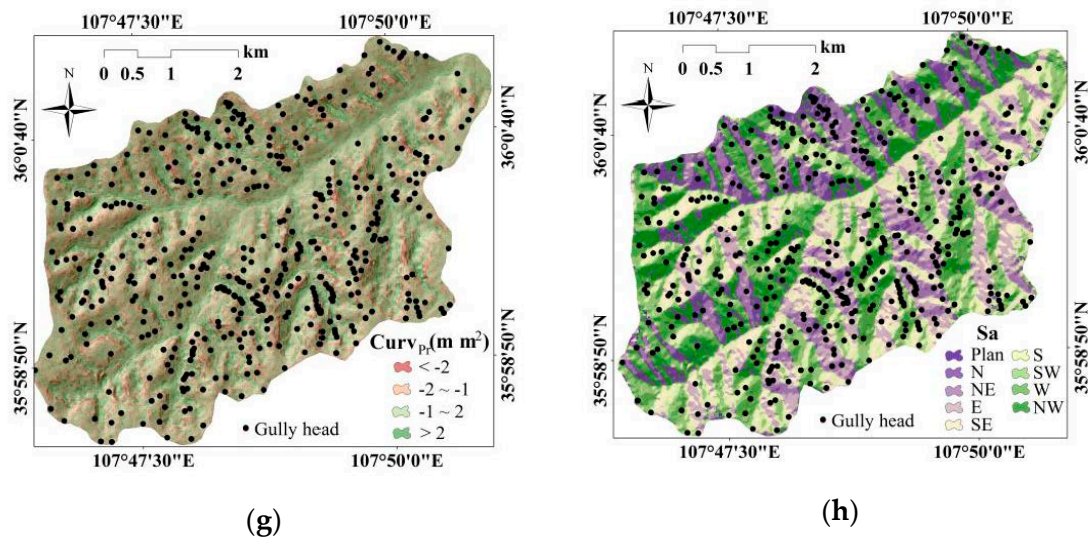 107°47'30"E 107°50'0"E
km
0 0.5 1 2
N
36°0'40"N
36°0'40"N
35°58'50"N
35°58'50"N
Curv Pr (m m²)
< -2
-2 ~ -1
-1 ~ 2
> 2
Gully head
107°47'30"E 107°50'0"E
(g)
107°47'30"E 107°50'0"E
km
0 0.5 1 2
N
36°0'40"N
36°0'40"N
35°58'50"N
35°58'50"N
Sa
Plan S
N SW
NE W
E NW
SE
Gully head
107°47'30"E 107°50'0"E
(h)